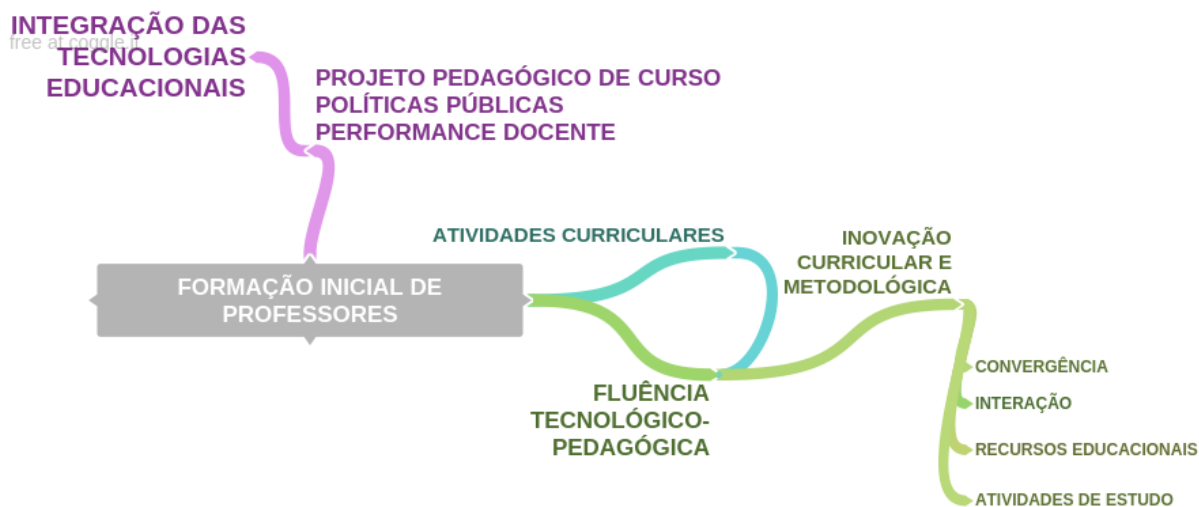 INTEGRAÇÃO DAS
TECNOLOGIAS
EDUCACIONAIS
free at coggle.it
PROJETO PEDAGÓGICO DE CURSO
POLÍTICAS PÚBLICAS
PERFORMANCE DOCENTE
ATIVIDADES CURRICULARES
INOVAÇÃO
CURRICULAR E
METODOLÓGICA
FORMAÇÃO INICIAL DE
PROFESSORES
FLUÊNCIA
TECNOLÓGICO-
PEDAGÓGICA
CONVERGÊNCIA
INTERAÇÃO
RECURSOS EDUCACIONAIS
ATIVIDADES DE ESTUDO